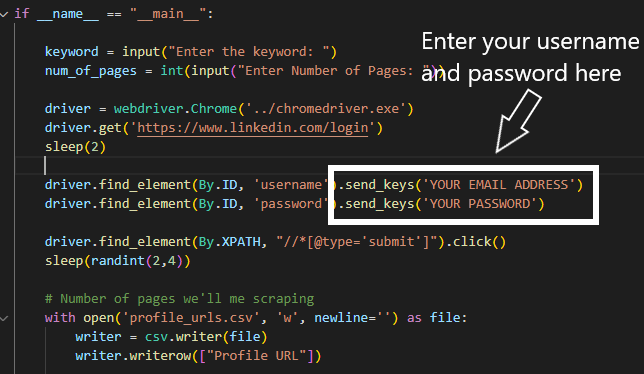 if __name__ == "__main__":
keyword = input("Enter the keyword: ")
num_of_pages = int(input("Enter Number of Pages: "))
Enter your username
and password here
driver = webdriver.Chrome('../chromedriver.exe')
driver.get('https://www.linkedin.com/login')
sleep(2)
driver.find_element(By.ID, 'username').send_keys('YOUR EMAIL ADDRESS')
driver.find_element(By.ID, 'password').send_keys('YOUR PASSWORD')
driver.find_element(By.XPATH, "//*[@type='submit']").click()
sleep(randint(2,4))
# Number of pages we'll me scraping
with open('profile_urls.csv', 'w', newline='') as file:
writer = csv.writer(file)
writer.writerow(["Profile URL"])